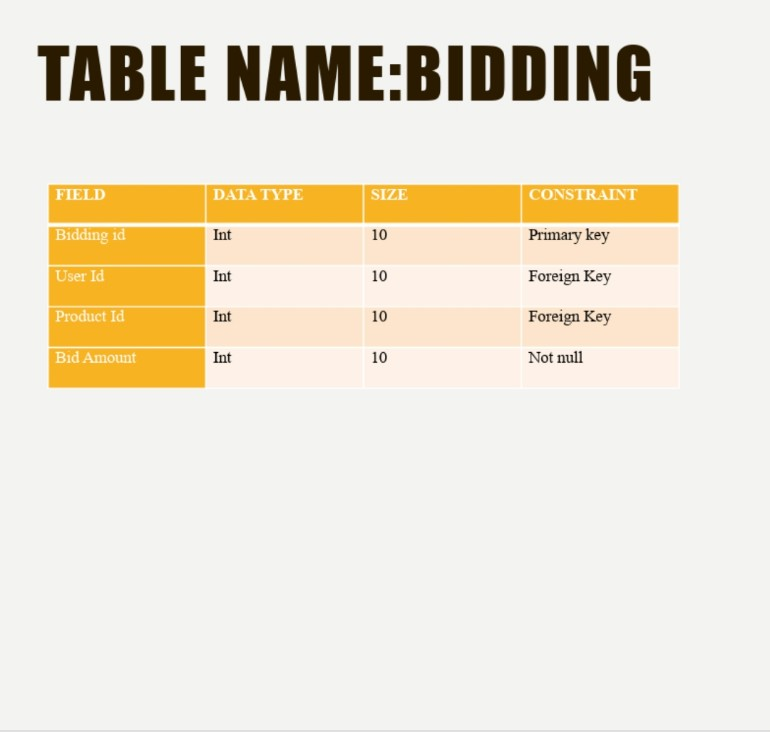 TABLE NAME:BIDDING
FIELD DATA TYPE SIZE CONSTRAINT
Bidding id Int 10 Primary key
User Id Int 10 Foreign Key
Product Id Int 10 Foreign Key
Bid Amount Int 10 Not null